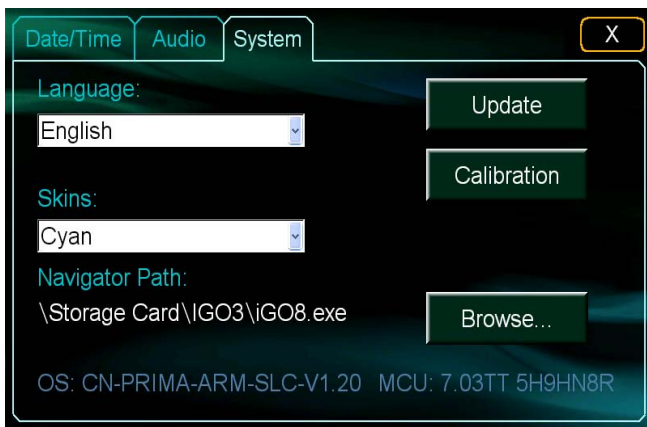 Date/Time Audio System X
Language:
Update
English
Calibration
Skins:
Cyan
Navigator Path:
\Storage Card\IGO3\iGO8.exe
Browse...
OS: CN-PRIMA-ARM-SLC-V1.20 MCU: 7.03TT 5H9HN8R